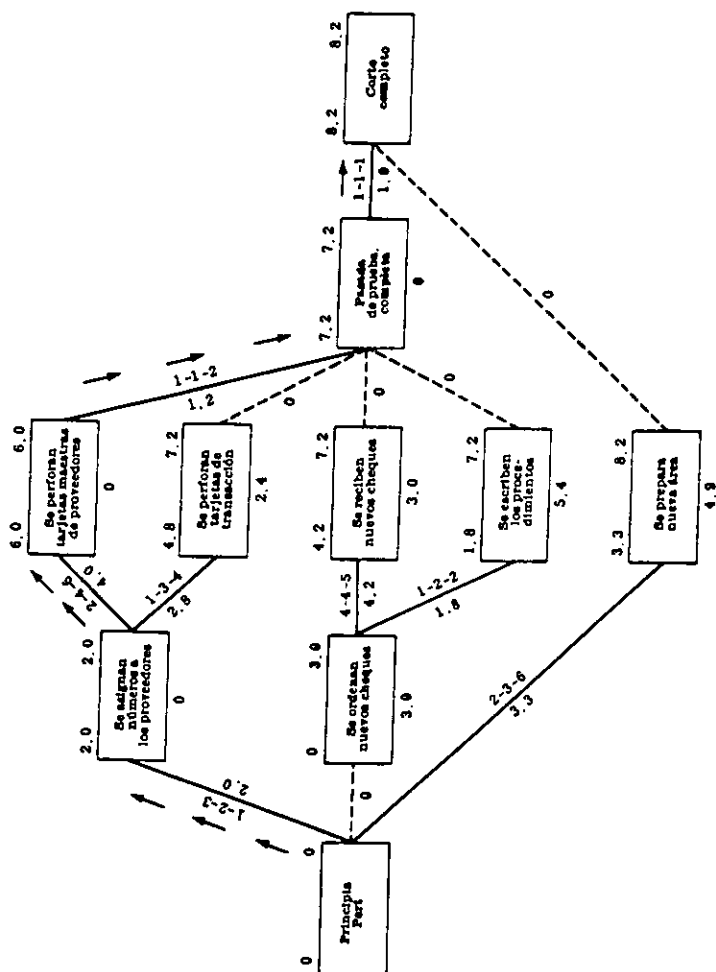 0
0
Principia
Pert
1-2-3
2.0
0
2-3-6
3.3
2.0
2.0
Se asignan
números a
los proveedores
0
0
3.0
Se ordenan
nuevos cheques
3.0
2-4-6
4.0
1-3-4
2.8
4-4-5
4.2
1-2-2
1.8
6.0
6.0
Se perforan
tarjetas maestras
de proveedores
0
4.8
7.2
Se perforan
tarjetas de
transacción
2.4
4.2
7.2
Se reciben
nuevos cheques
3.0
1.8
7.2
Se escriben
los proce-
dimientos
5.4
3.3
8.2
Se prepara
nueva área
4.9
1-1-2
1.2
0
0
0
0
7.2
7.2
Pasada
de prueba,
completa
0
1-1-1
1.0
8.2
8.2
Corte
completo